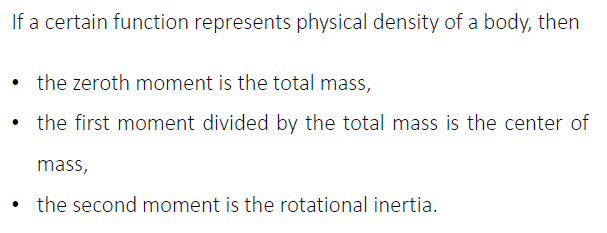 If a certain function represents physical density of a body, then
• the zeroth moment is the total mass,
• the first moment divided by the total mass is the center of
mass,
• the second moment is the rotational inertia.